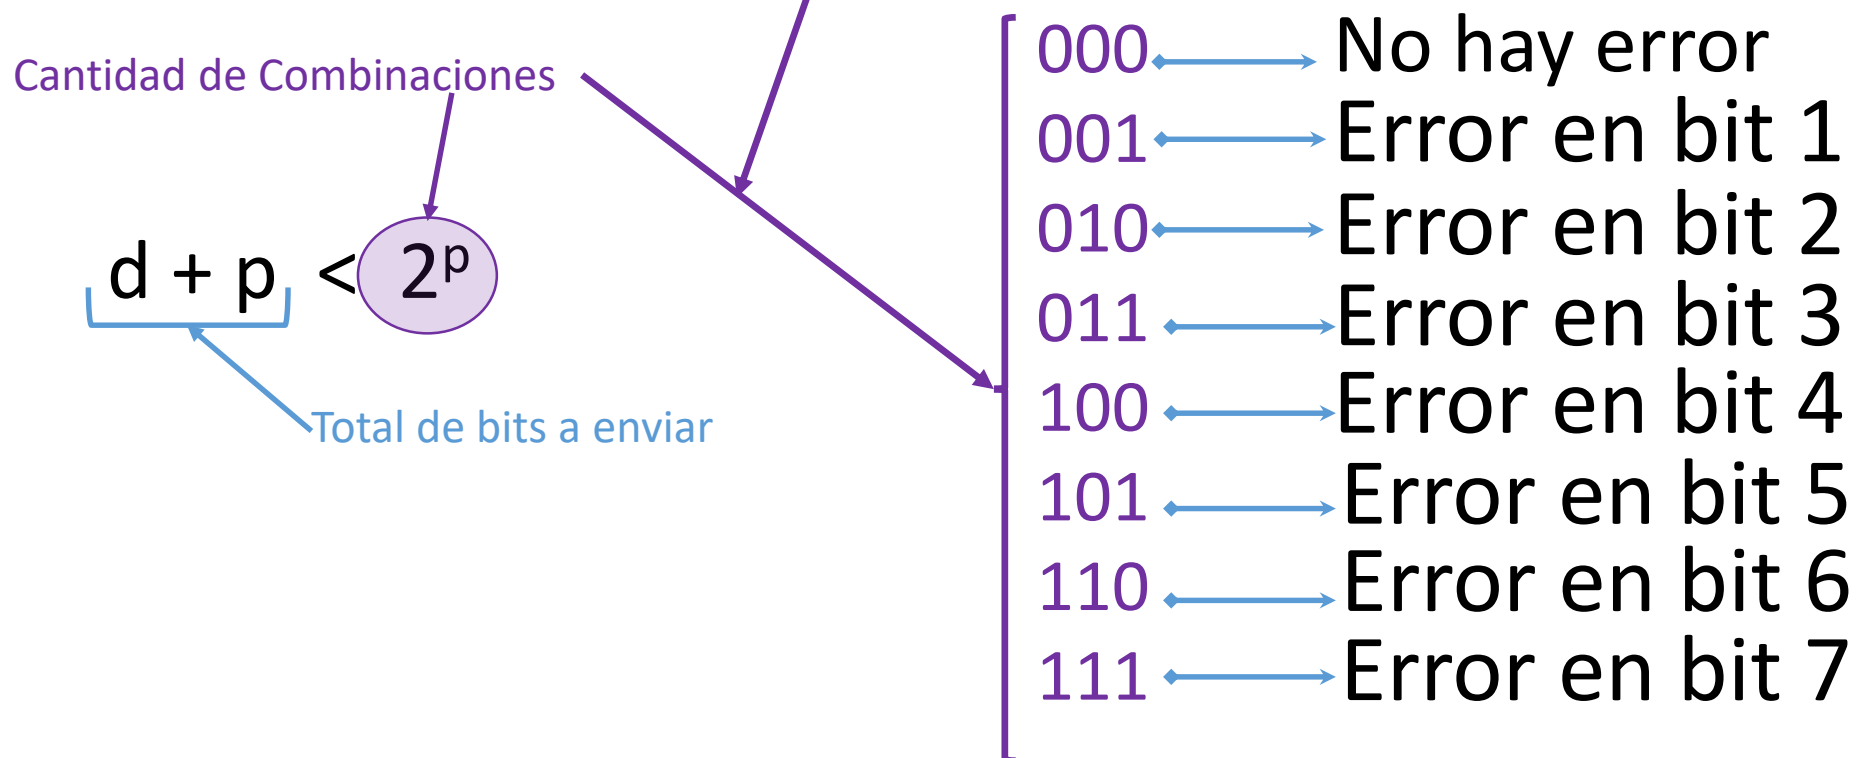 Cantidad de Combinaciones
d + p < 2ᵖ
Total de bits a enviar
000 No hay error
001 Error en bit 1
010 Error en bit 2
011 Error en bit 3
100 Error en bit 4
101 Error en bit 5
110 Error en bit 6
111 Error en bit 7